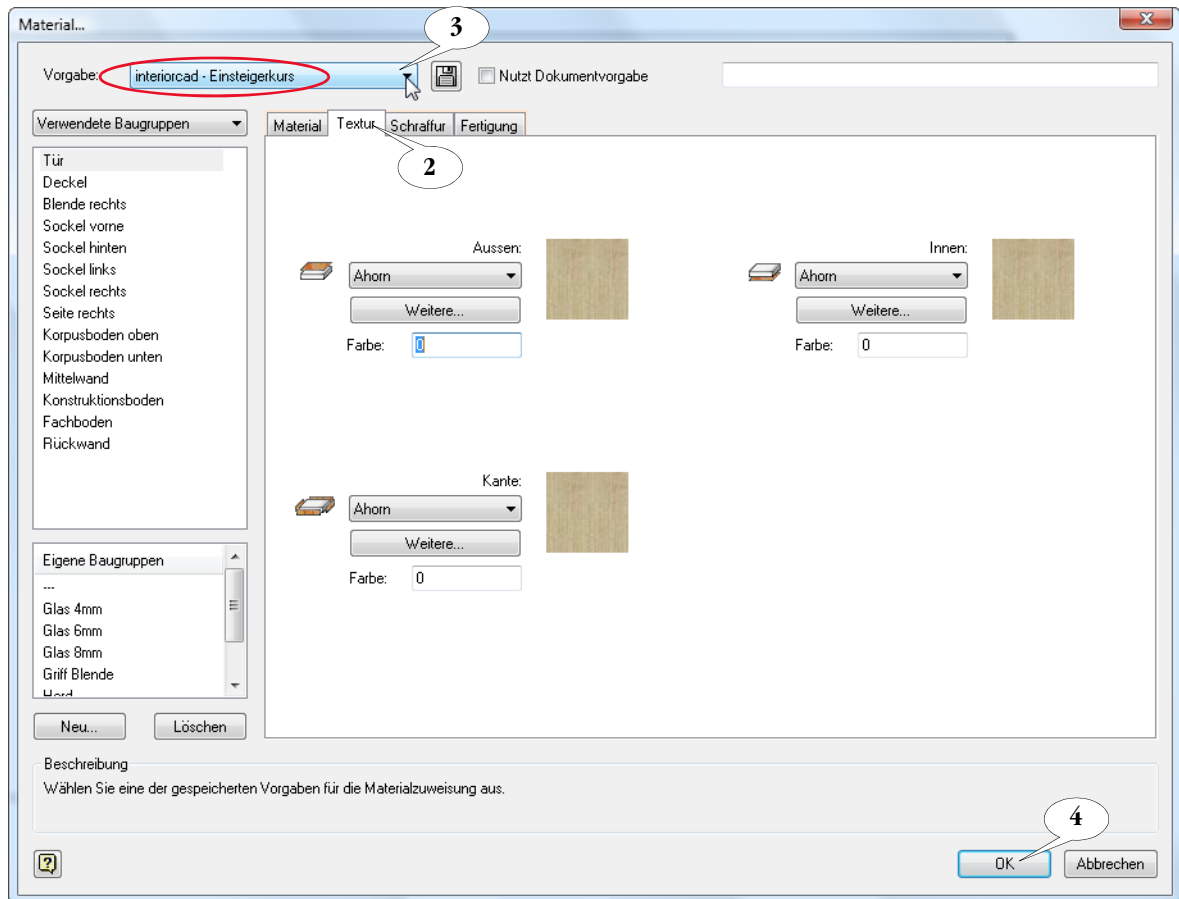 Material...
3
Vorgabe: interiorcad - Einsteigerkurs Nutzt Dokumentvorgabe
Verwendete Baugruppen
Material Textur Schraffur Fertigung
2
Tür
Deckel
Blende rechts
Sockel vorne
Sockel hinten
Sockel links
Sockel rechts
Seite rechts
Korpusboden oben
Korpusboden unten
Mittelwand
Konstruktionsboden
Fachboden
Rückwand
Aussen:
Ahorn
Weitere...
Farbe: 0
Innen:
Ahorn
Weitere...
Farbe: 0
Kante:
Ahorn
Weitere...
Farbe: 0
Eigene Baugruppen
---
Glas 4mm
Glas 6mm
Glas 8mm
Griff Blende
Herd
Neu... Löschen
Beschreibung
Wählen Sie eine der gespeicherten Vorgaben für die Materialzuweisung aus.
4
OK Abbrechen